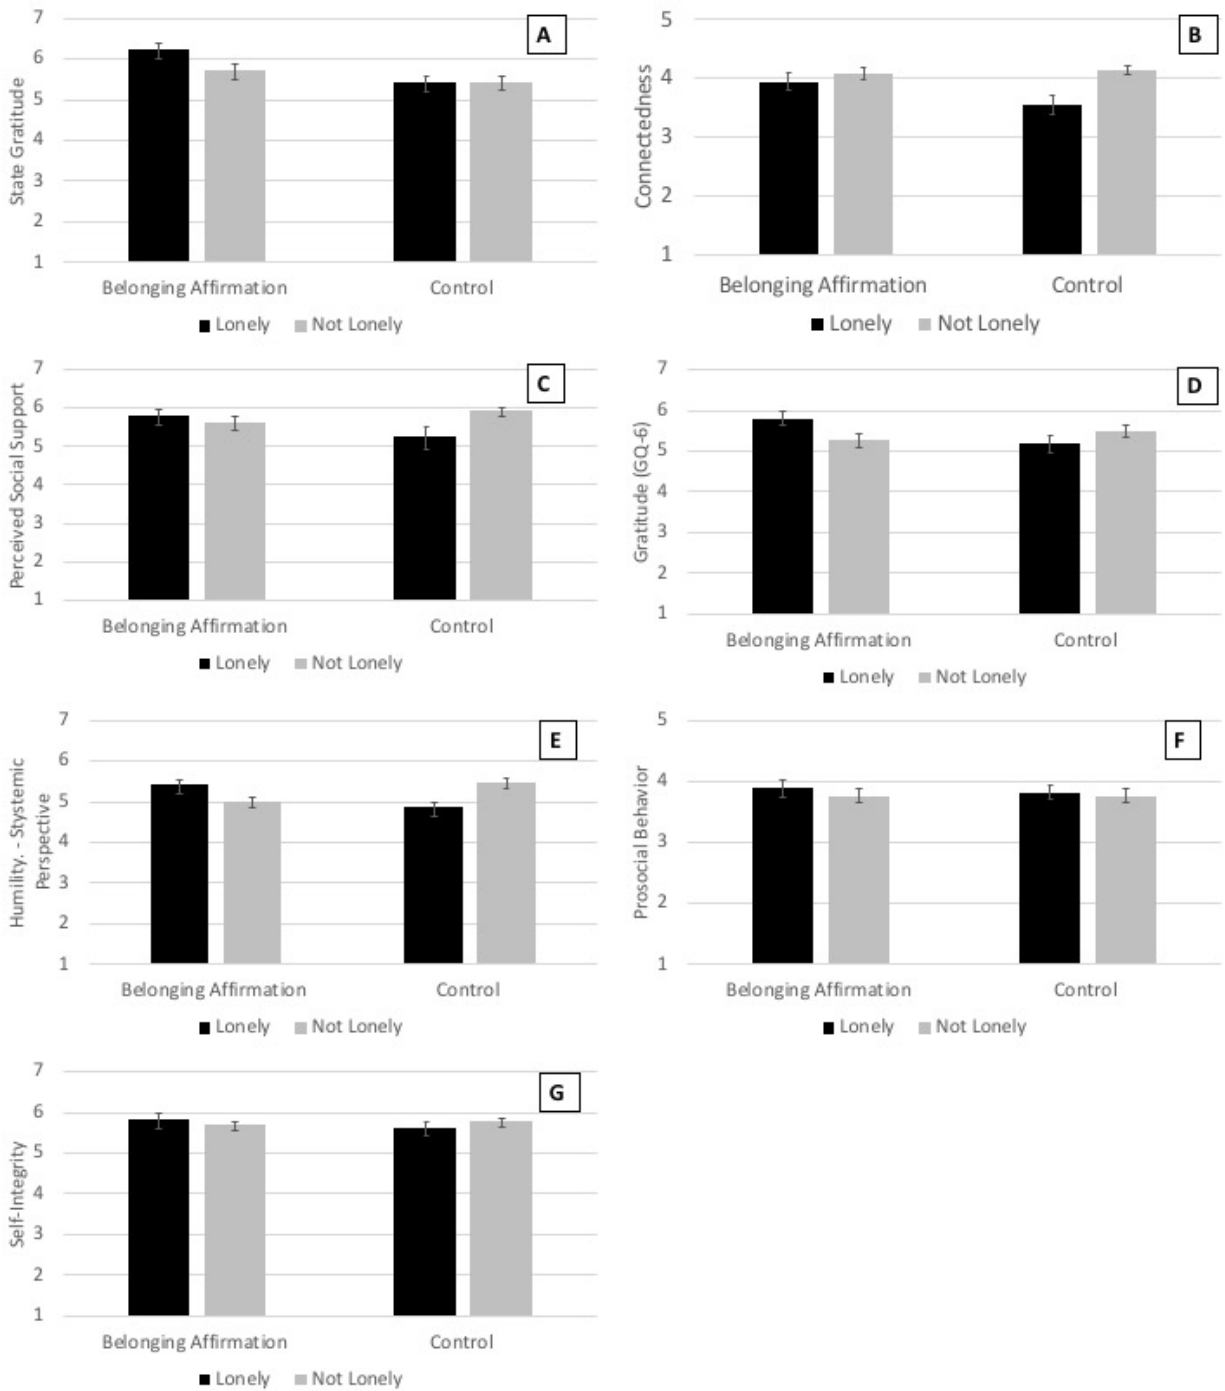 7
6
5
4
3
2
1
State Gratitude
A
Belonging Affirmation Control
Lonely Not Lonely
5
4
3
2
1
Connectedness
B
Belonging Affirmation Control
Lonely Not Lonely
7
6
5
4
3
2
1
Perceived Social Support
C
Belonging Affirmation Control
Lonely Not Lonely
7
6
5
4
3
2
1
Gratitude (GQ-6)
D
Belonging Affirmation Control
Lonely Not Lonely
7
6
5
4
3
2
1
Humility. - Stystemic
Perspective
E
Belonging Affirmation Control
Lonely Not Lonely
5
4
3
2
1
Prosocial Behavior
F
Belonging Affirmation Control
Lonely Not Lonely
7
6
5
4
3
2
1
Self-Integrity
G
Belonging Affirmation Control
Lonely Not Lonely